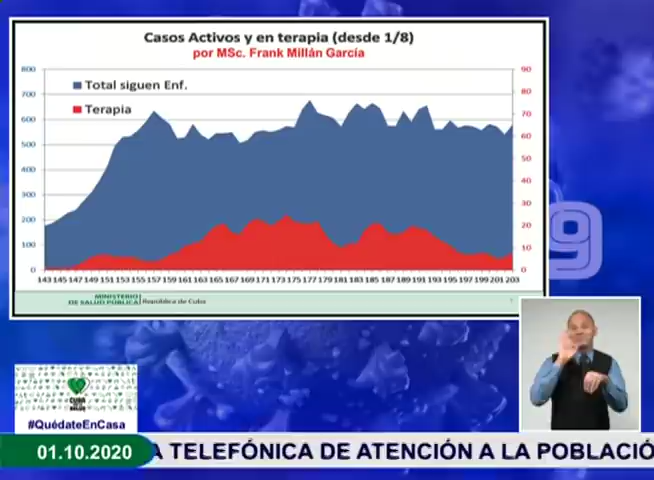 Casos Activos y en terapia (desde 1/8)
por MSc. Frank Millán García
800
700
600
500
400
300
200
100
0
90
80
70
60
50
40
30
20
10
0
Total siguen Enf.
Terapia
143 145 147 149 151 153 155 157 159 161 163 165 167 169 171 173 175 177 179 181 183 185 187 189 191 193 195 197 199 201 203
MINISTERIO
DE SALUD PÚBLICA
República de Cuba
9
CUBA
SALUD
#QuédateEnCasa
01.10.2020
A TELEFÓNICA DE ATENCIÓN A LA POBLACIÓ